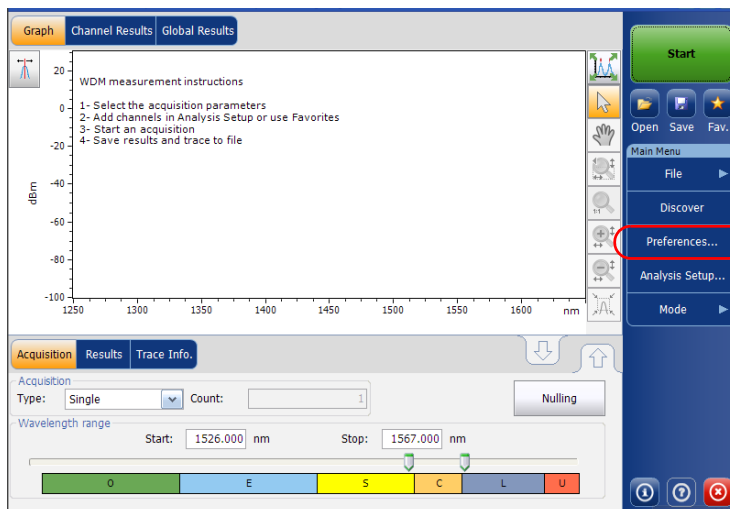 Graph Channel Results Global Results
Start
20
WDM measurement instructions
1- Select the acquisition parameters
2- Add channels in Analysis Setup or use Favorites
3- Start an acquisition
4- Save results and trace to file
0
-20
-40
-60
-80
-100
dBm
1250 1300 1350 1400 1450 1500 1550 1600 nm
1:1
Open Save Fav.
Main Menu
File
Discover
Preferences...
Analysis Setup...
Mode
Acquisition Results Trace Info.
Acquisition
Type: Single Count: 1
Nulling
Wavelength range
Start: 1526.000 nm Stop: 1567.000 nm
O E S C L U